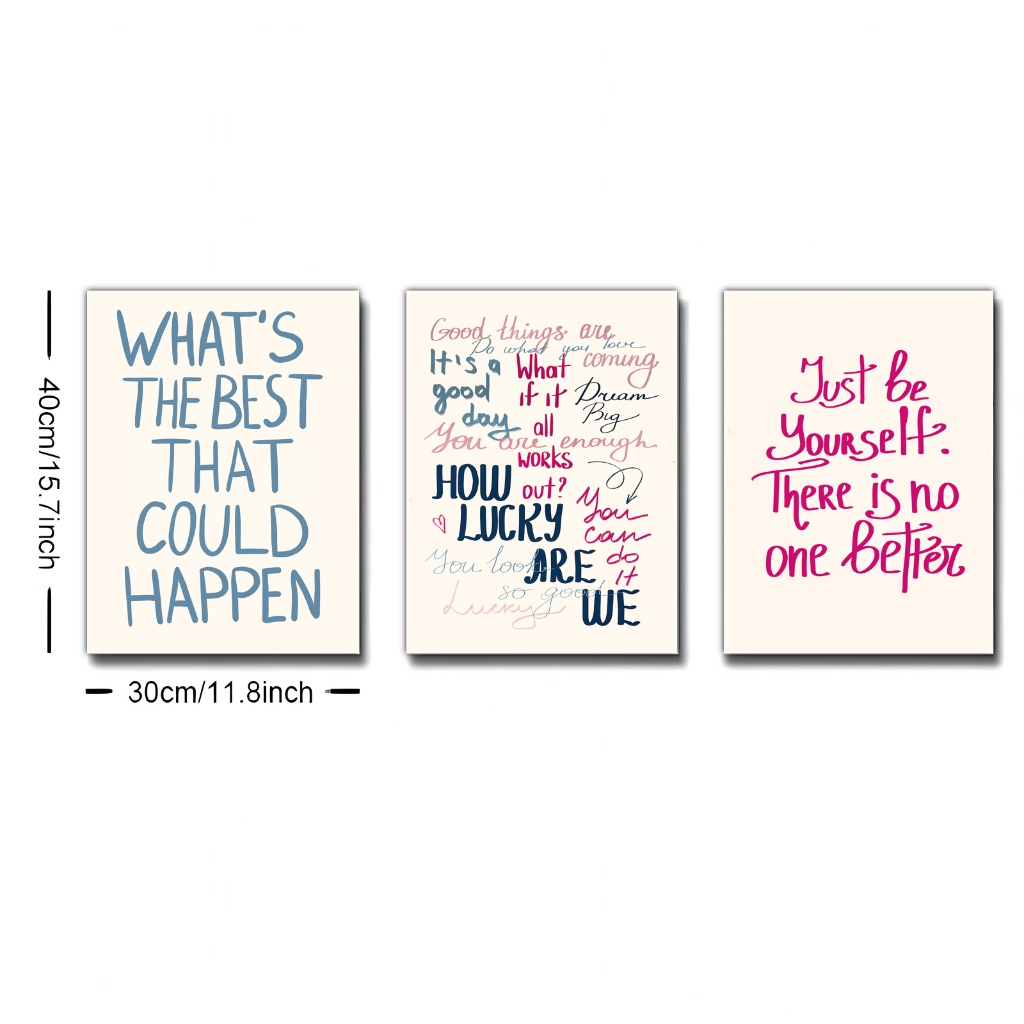 40cm/15.7inch
30cm/11.8inch
WHAT'S
THE BEST
THAT
COULD
HAPPEN
Good things are
coming
Do what you love
It's a
good
day
What
if it
all
WORKS
out?
Dream
Big
You are enough
HOW
LUCKY
ARE
WE
You
can
do
it
You look
so good
Lucky
Just be
Yourself.
There is no
one better